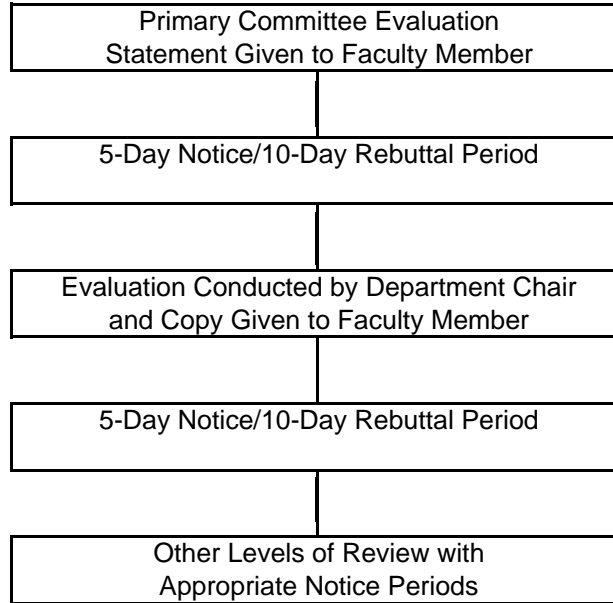 Primary Committee Evaluation
Statement Given to Faculty Member
5-Day Notice/10-Day Rebuttal Period
Evaluation Conducted by Department Chair
and Copy Given to Faculty Member
5-Day Notice/10-Day Rebuttal Period
Other Levels of Review with
Appropriate Notice Periods